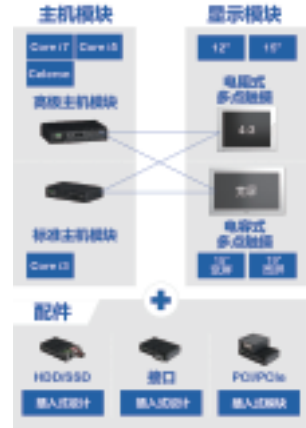 主机模块
显示模块
Core i7
Core i5
Celeron
12"
15"
高级主机模块
电阻式
多点触摸
4:3
宽屏
标准主机模块
电容式
多点触摸
Core i3
配件
HDD/SSD
接口
PCI/PCIe
插入式设计
插入式设计
插入式模块